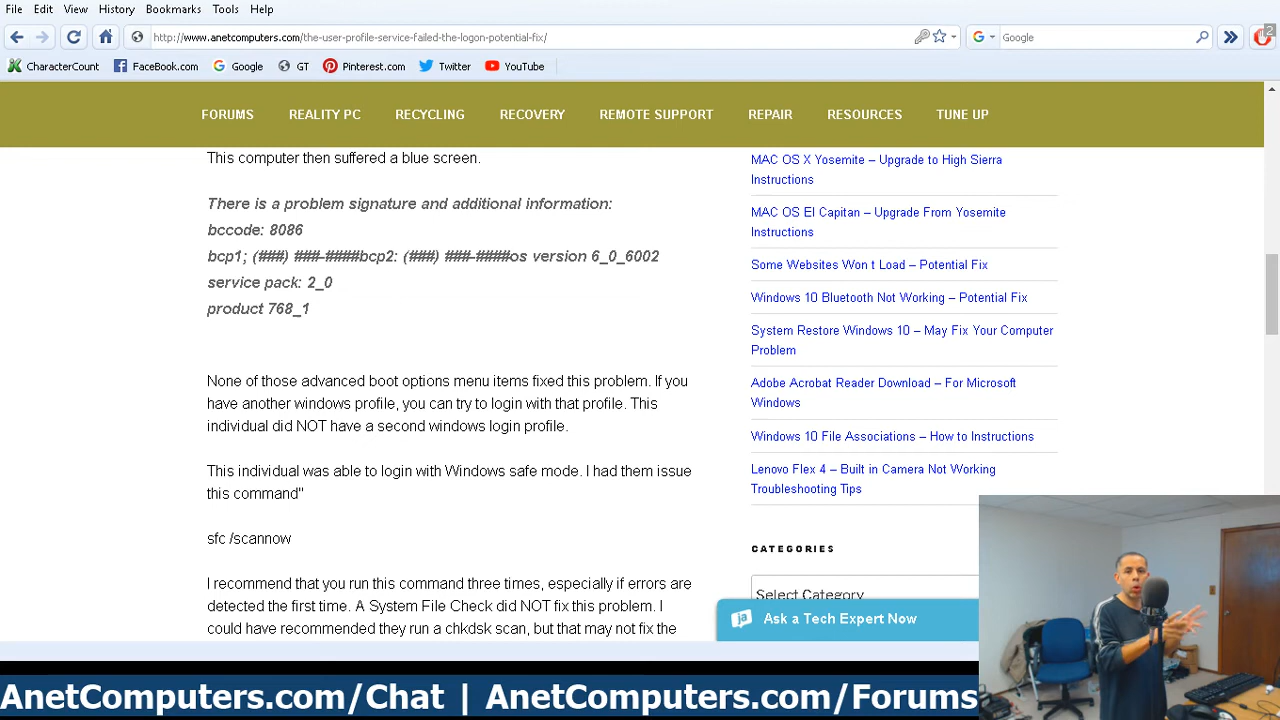 File Edit View History Bookmarks Tools Help
http://www.anetcomputers.com/the-user-profile-service-failed-the-logon-potential-fix/
Google
2
CharacterCount FaceBook.com Google GT Pinterest.com Twitter YouTube
FORUMS REALITY PC RECYCLING RECOVERY REMOTE SUPPORT REPAIR RESOURCES TUNE UP
This computer then suffered a blue screen.
There is a problem signature and additional information:
bccode: 8086
bcp1; (###) ###-####bcp2: (###) ###-####os version 6_0_6002
service pack: 2_0
product 768_1
None of those advanced boot options menu items fixed this problem. If you
have another windows profile, you can try to login with that profile. This
individual did NOT have a second windows login profile.
This individual was able to login with Windows safe mode. I had them issue
this command"
sfc /scannow
I recommend that you run this command three times, especially if errors are
detected the first time. A System File Check did NOT fix this problem. I
could have recommended they run a chkdsk scan, but that may not fix the
MAC OS X Yosemite – Upgrade to High Sierra
Instructions
MAC OS El Capitan – Upgrade From Yosemite
Instructions
Some Websites Won t Load – Potential Fix
Windows 10 Bluetooth Not Working – Potential Fix
System Restore Windows 10 – May Fix Your Computer
Problem
Adobe Acrobat Reader Download – For Microsoft
Windows
Windows 10 File Associations – How to Instructions
Lenovo Flex 4 – Built in Camera Not Working
Troubleshooting Tips
CATEGORIES
Select Category
ja Ask a Tech Expert Now
AnetComputers.com/Chat | AnetComputers.com/Forums